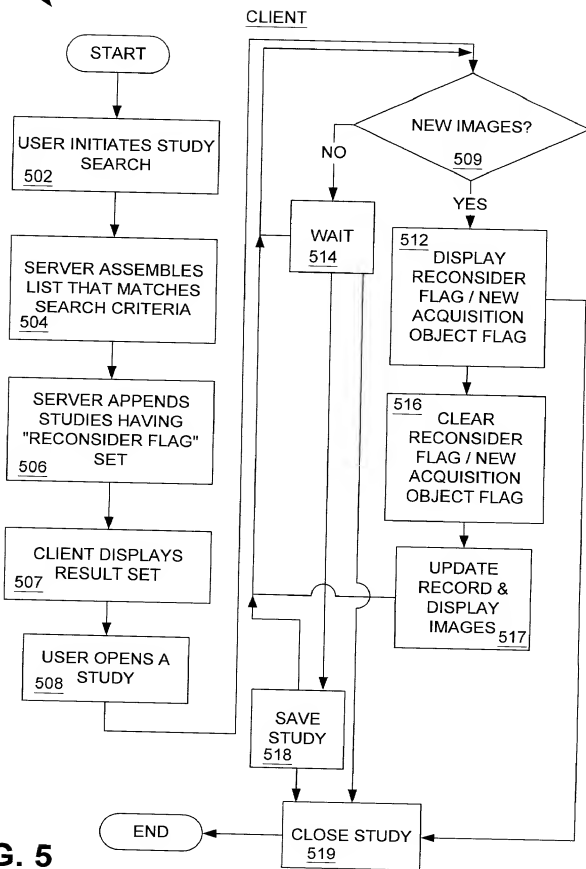 CLIENT
START
USER INITIATES STUDY
SEARCH
502
SERVER ASSEMBLES
LIST THAT MATCHES
SEARCH CRITERIA
504
SERVER APPENDS
STUDIES HAVING
"RECONSIDER FLAG"
SET
506
CLIENT DISPLAYS
RESULT SET
507
USER OPENS A
STUDY
508
NEW IMAGES?
509
NO
YES
WAIT
514
512
DISPLAY
RECONSIDER
FLAG / NEW
ACQUISITION
OBJECT FLAG
516
CLEAR
RECONSIDER
FLAG / NEW
ACQUISITION
OBJECT FLAG
UPDATE
RECORD &
DISPLAY
IMAGES
517
SAVE
STUDY
518
CLOSE STUDY
519
END
G. 5